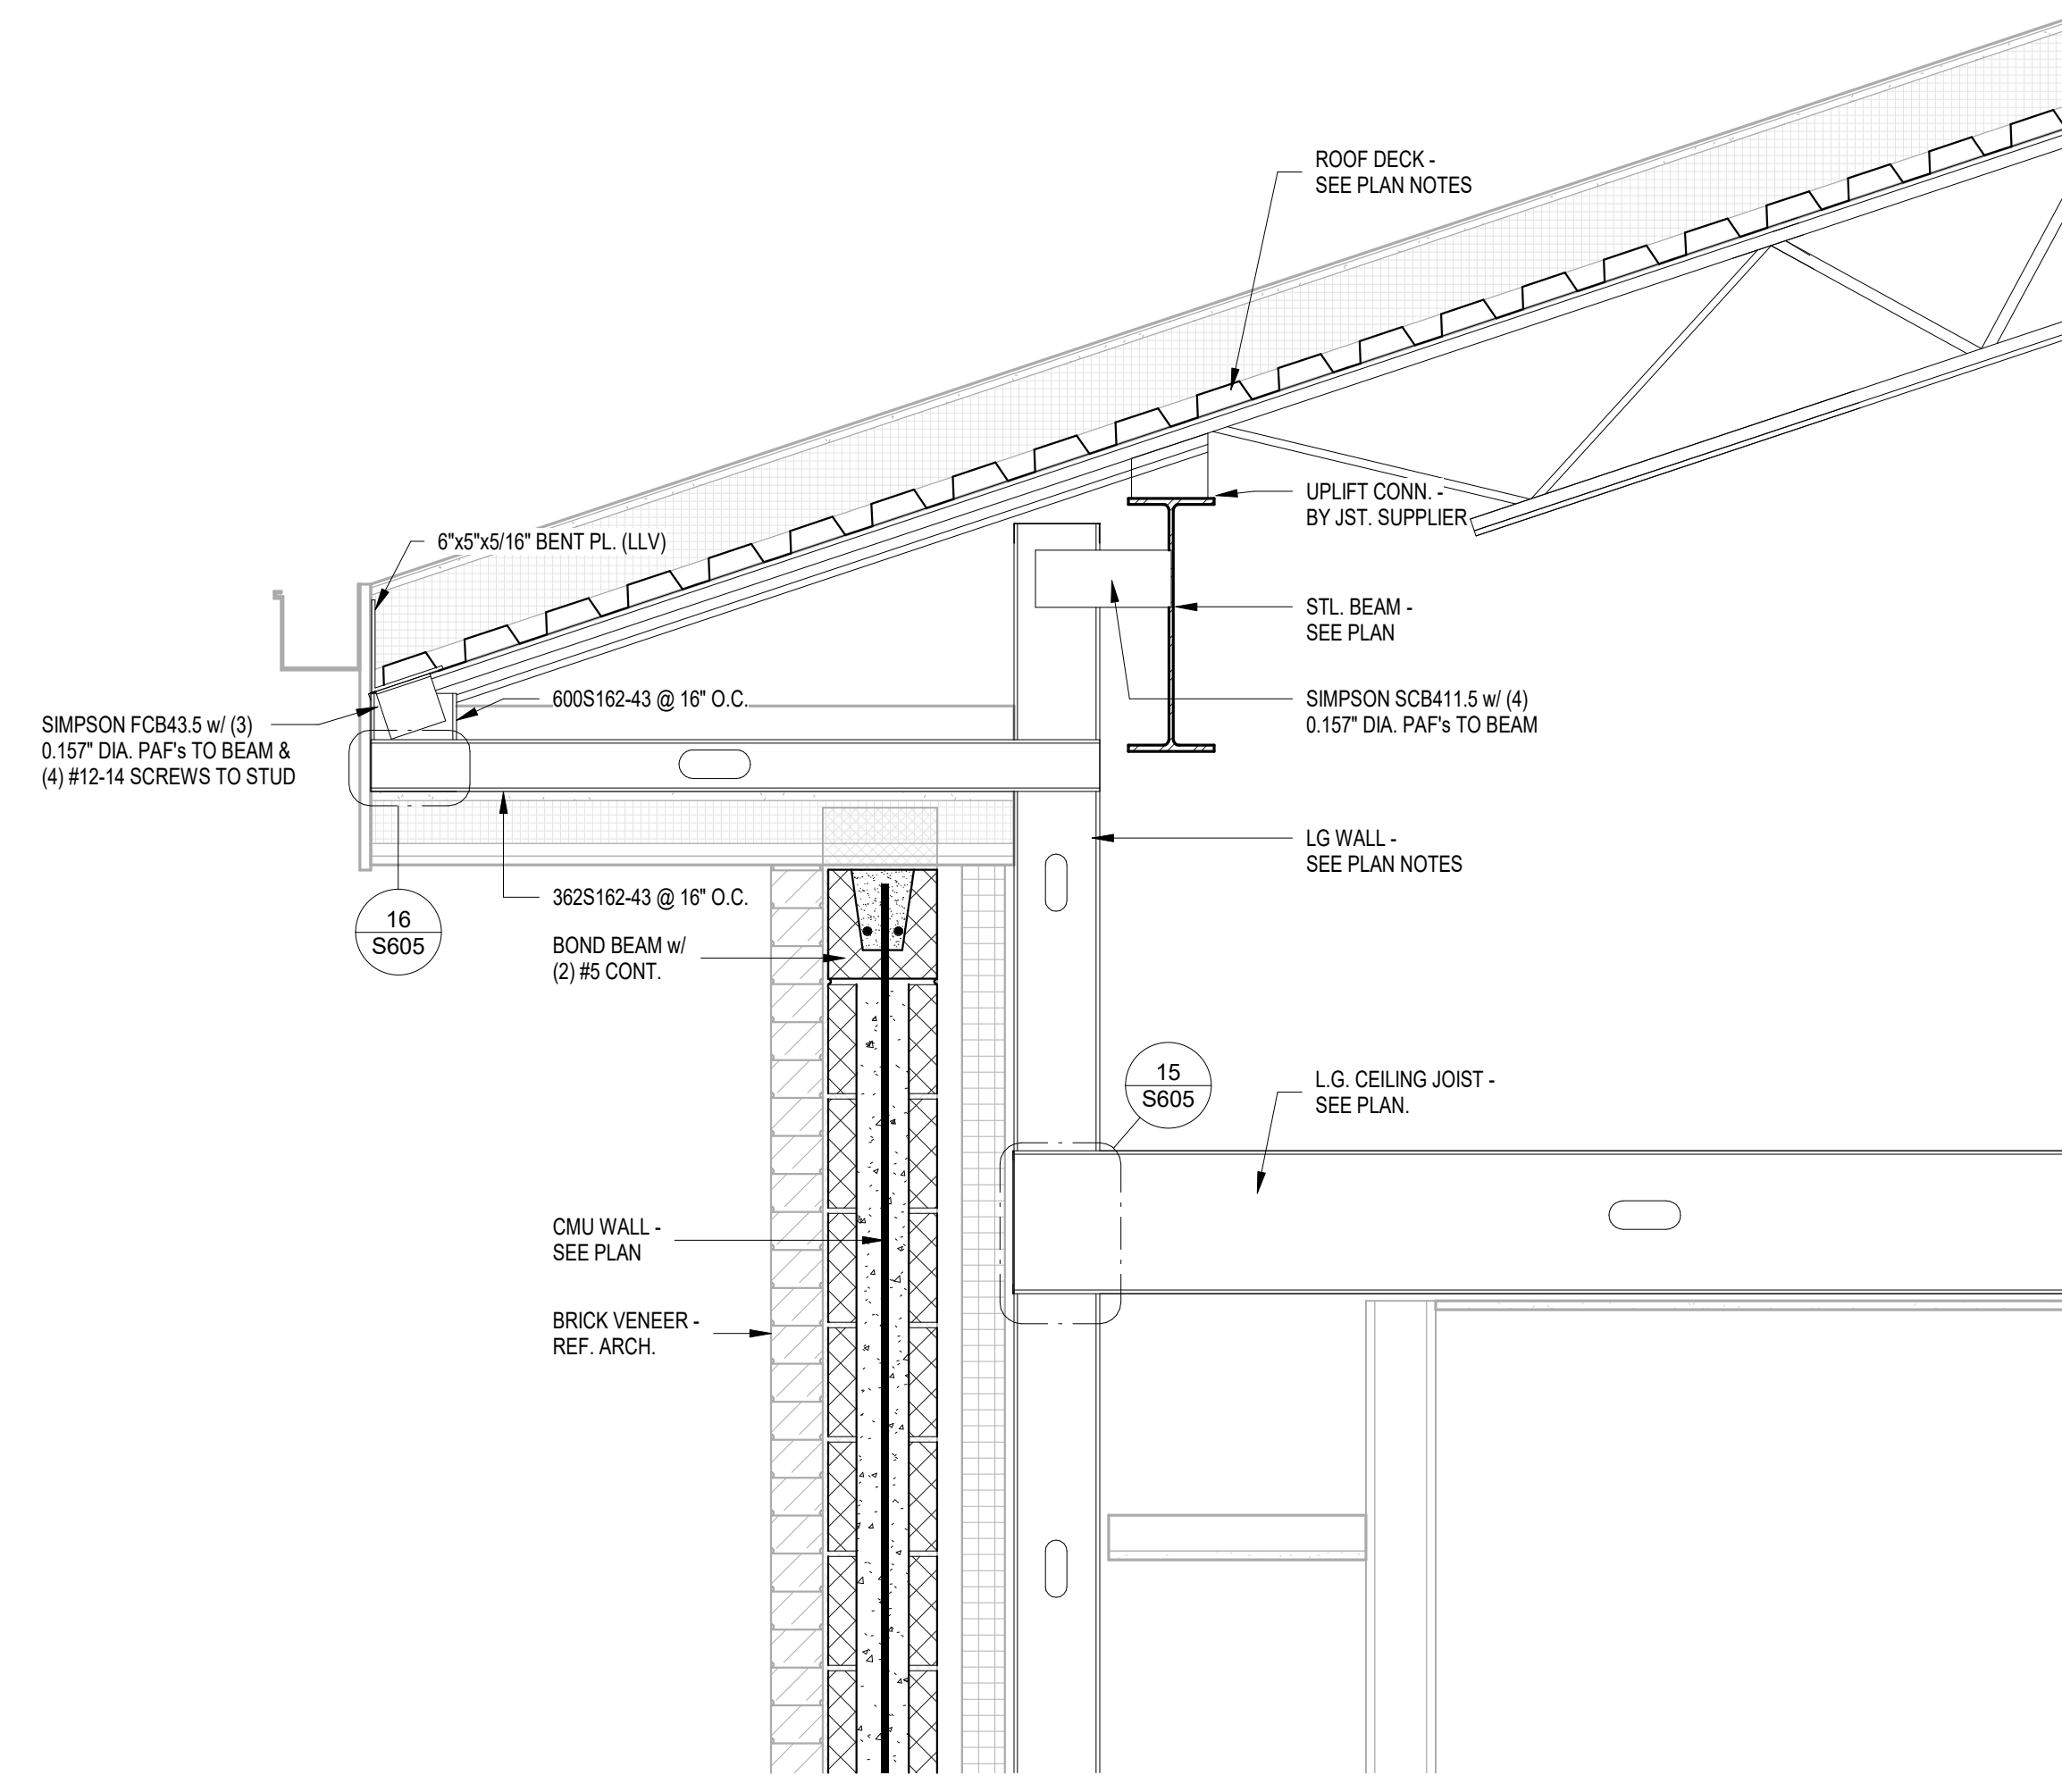 ROOF DECK -
SEE PLAN NOTES
UPLIFT CONN. -
BY JST. SUPPLIER
6"x5"x5/16" BENT PL. (LLV)
STL. BEAM -
SEE PLAN
600S162-43 @ 16" O.C.
SIMPSON SCB411.5 w/ (4)
0.157" DIA. PAF's TO BEAM
SIMPSON FCB43.5 w/ (3)
0.157" DIA. PAF's TO BEAM &
(4) #12-14 SCREWS TO STUD
LG WALL -
SEE PLAN NOTES
362S162-43 @ 16" O.C.
16
S605
BOND BEAM w/
(2) #5 CONT.
15
S605
L.G. CEILING JOIST -
SEE PLAN.
CMU WALL -
SEE PLAN
BRICK VENEER -
REF. ARCH.